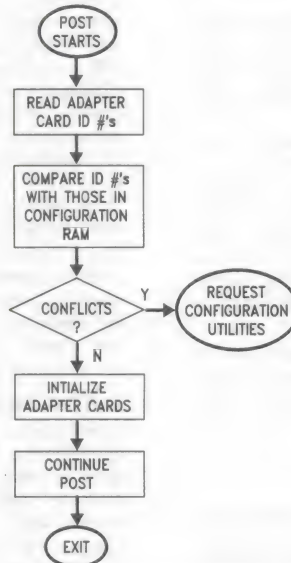 POST
STARTS
READ ADAPTER
CARD ID #'s
COMPARE ID #'s
WITH THOSE IN
CONFIGURATION
RAM
CONFLICTS
?
Y
REQUEST
CONFIGURATION
UTILITIES
N
INTIALIZE
ADAPTER CARDS
CONTINUE
POST
EXIT